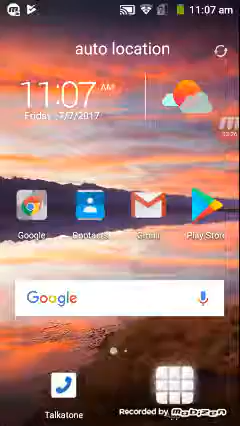 11:07 am
auto location
11:07 AM
Friday 7/7/2017
Google
Contacts
Gmail
Play Store
Google
Talkatone
Recorded by Mobizen